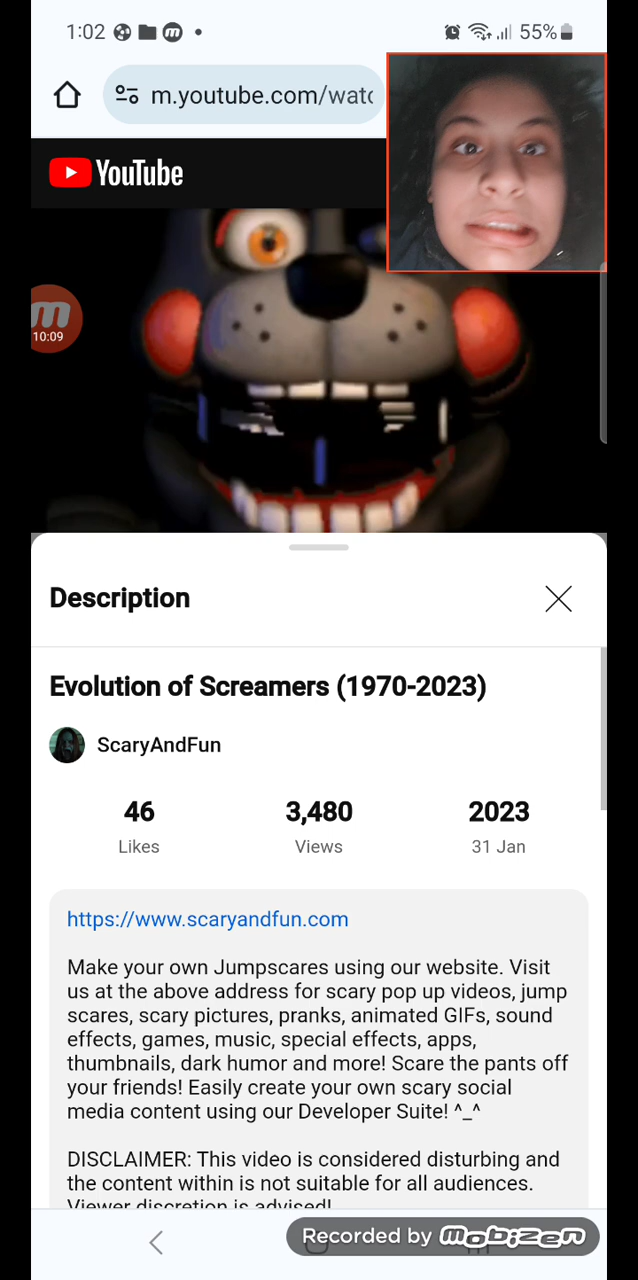 1:02
55%
m.youtube.com/watc
YouTube
10:09
Description
Evolution of Screamers (1970-2023)
ScaryAndFun
46
3,480
2023
Likes
Views
31 Jan
https://www.scaryandfun.com
Make your own Jumpscares using our website. Visit
us at the above address for scary pop up videos, jump
scares, scary pictures, pranks, animated GIFs, sound
effects, games, music, special effects, apps,
thumbnails, dark humor and more! Scare the pants off
your friends! Easily create your own scary social
media content using our Developer Suite! ^_^
DISCLAIMER: This video is considered disturbing and
the content within is not suitable for all audiences.
Viewer discretion is advised!
Recorded by mobizen